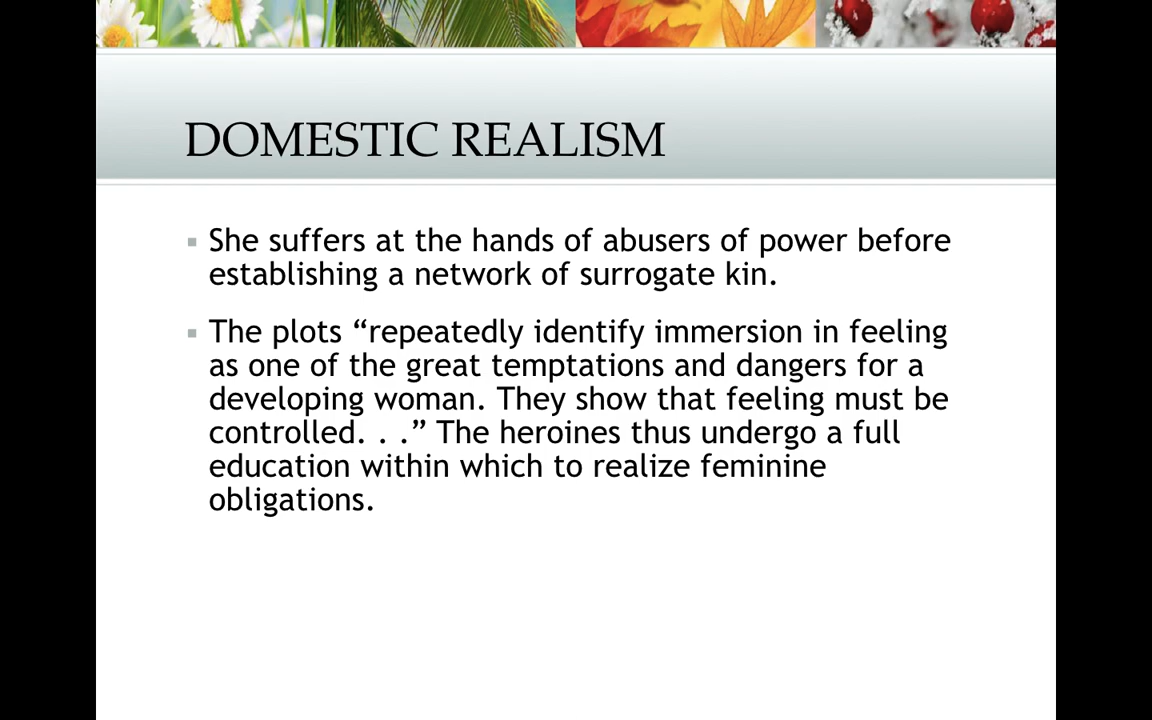 DOMESTIC REALISM
▪ She suffers at the hands of abusers of power before
establishing a network of surrogate kin.
▪ The plots “repeatedly identify immersion in feeling
as one of the great temptations and dangers for a
developing woman. They show that feeling must be
controlled. . .” The heroines thus undergo a full
education within which to realize feminine
obligations.